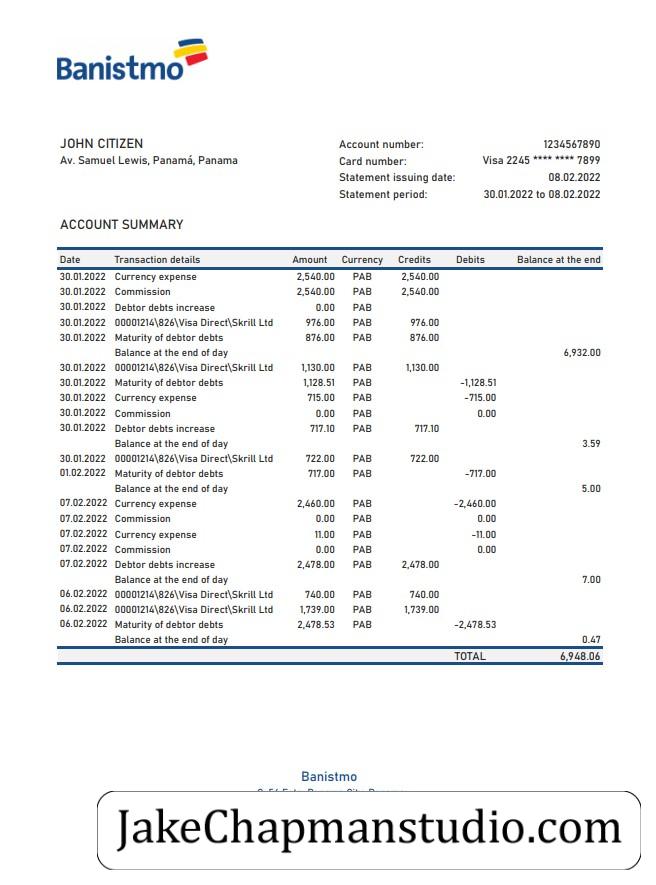 Banistmo
JOHN CITIZEN
Av. Samuel Lewis, Panamá, Panama
Account number: 1234567890
Card number: Visa 2245 **** **** 7899
Statement issuing date: 08.02.2022
Statement period: 30.01.2022 to 08.02.2022
ACCOUNT SUMMARY
Date Transaction details Amount Currency Credits Debits Balance at the end
30.01.2022 Currency expense 2,540.00 PAB 2,540.00
30.01.2022 Commission 2,540.00 PAB 2,540.00
30.01.2022 Debtor debts increase 0.00 PAB
30.01.2022 00001214\826\Visa Direct\Skrill Ltd 976.00 PAB 976.00
30.01.2022 Maturity of debtor debts 876.00 PAB 876.00
Balance at the end of day 6,932.00
30.01.2022 00001214\826\Visa Direct\Skrill Ltd 1,130.00 PAB 1,130.00
30.01.2022 Maturity of debtor debts 1,128.51 PAB -1,128.51
30.01.2022 Currency expense 715.00 PAB -715.00
30.01.2022 Commission 0.00 PAB 0.00
30.01.2022 Debtor debts increase 717.10 PAB 717.10
Balance at the end of day 3.59
30.01.2022 00001214\826\Visa Direct\Skrill Ltd 722.00 PAB 722.00
01.02.2022 Maturity of debtor debts 717.00 PAB -717.00
Balance at the end of day 5.00
07.02.2022 Currency expense 2,460.00 PAB -2,460.00
07.02.2022 Commission 0.00 PAB 0.00
07.02.2022 Currency expense 11.00 PAB -11.00
07.02.2022 Commission 0.00 PAB 0.00
07.02.2022 Debtor debts increase 2,478.00 PAB 2,478.00
Balance at the end of day 7.00
06.02.2022 00001214\826\Visa Direct\Skrill Ltd 740.00 PAB 740.00
06.02.2022 00001214\826\Visa Direct\Skrill Ltd 1,739.00 PAB 1,739.00
06.02.2022 Maturity of debtor debts 2,478.53 PAB -2,478.53
Balance at the end of day 0.47
TOTAL 6,948.06
Banistmo
JakeChapmanstudio.com